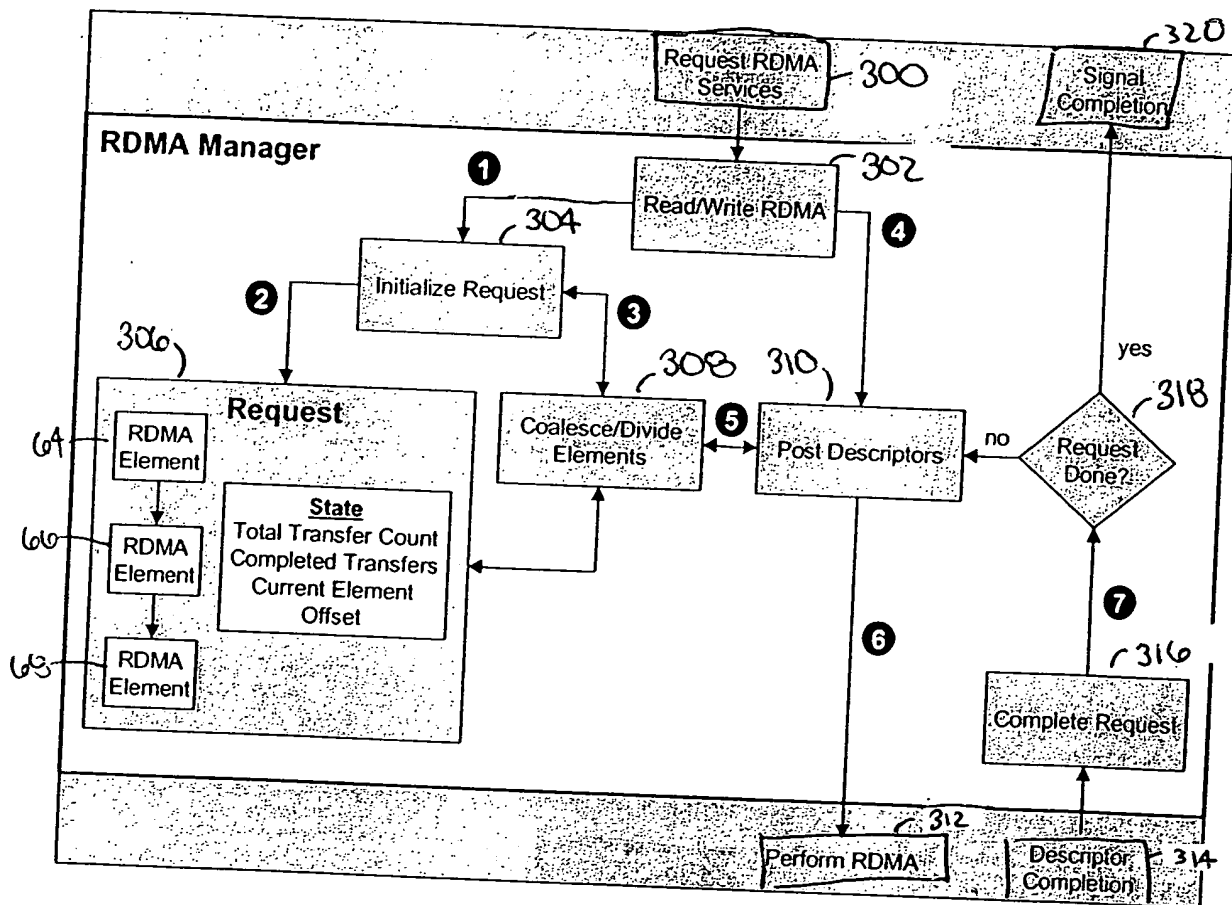 320
Request RDMA
Services
300
Signal
Completion
RDMA Manager
1
302
Read/Write RDMA
304
4
Initialize Request
2
3
306
308
310
yes
318
Request
Coalesce/Divide
Elements
5
Post Descriptors
no
Request
Done?
64
RDMA
Element
State
Total Transfer Count
Completed Transfers
Current Element
Offset
66
RDMA
Element
7
6
68
RDMA
Element
316
Complete Request
312
Perform RDMA
Descriptor
Completion
314